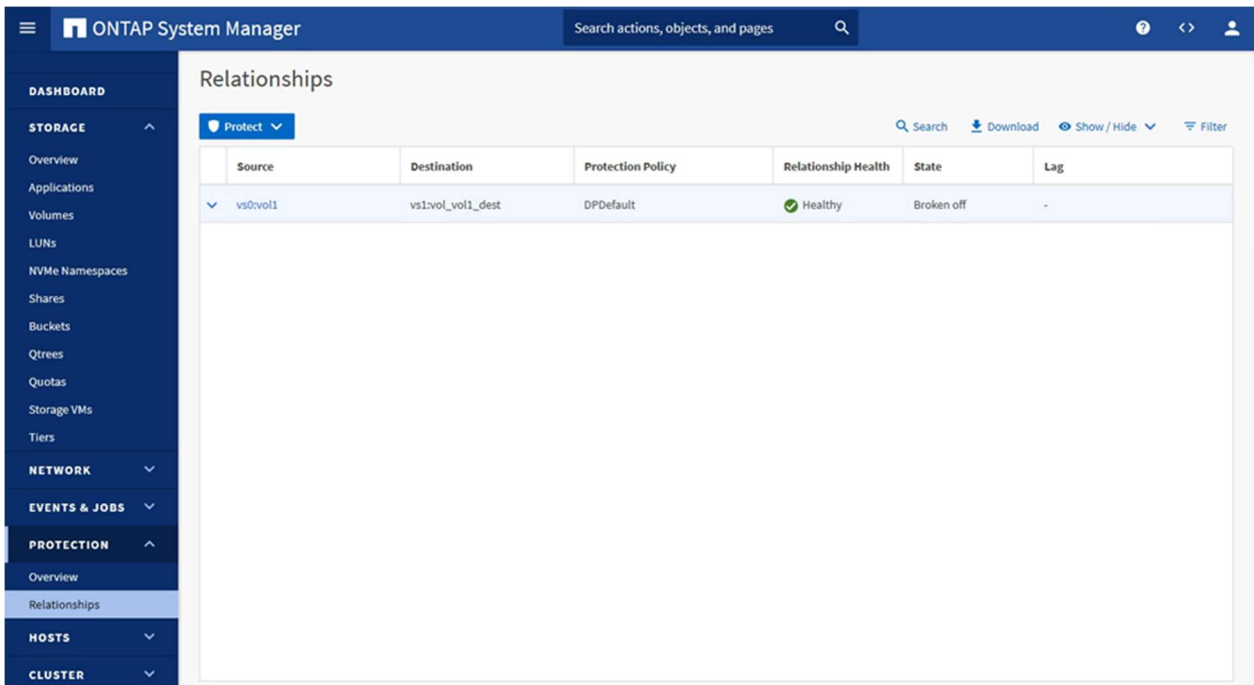 ONTAP System Manager
Search actions, objects, and pages
DASHBOARD
STORAGE
Overview
Applications
Volumes
LUNs
NVMe Namespaces
Shares
Buckets
Qtrees
Quotas
Storage VMs
Tiers
NETWORK
EVENTS & JOBS
PROTECTION
Overview
Relationships
HOSTS
CLUSTER
Relationships
Protect
Search Download Show / Hide Filter
Source Destination Protection Policy Relationship Health State Lag
vs0:vol1 vs1:vol_vol1_dest DPDefault Healthy Broken off -